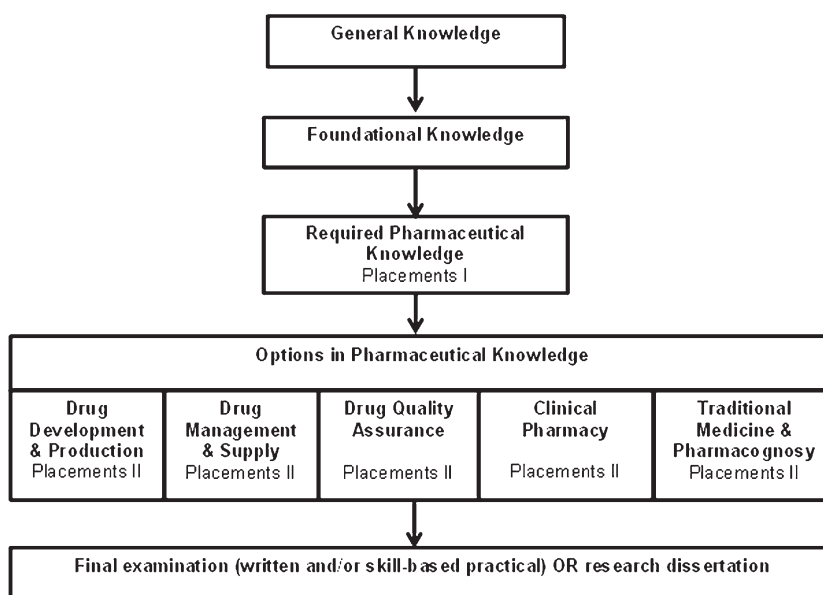 General Knowledge
Foundational Knowledge
Required Pharmaceutical
Knowledge
Placements I
Options in Pharmaceutical Knowledge
Drug
Development
& Production
Placements II
Drug
Management
& Supply
Placements II
Drug Quality
Assurance
Placements II
Clinical
Pharmacy
Placements II
Traditional
Medicine &
Pharmacognosy
Placements II
Final examination (written and/or skill-based practical) OR research dissertation